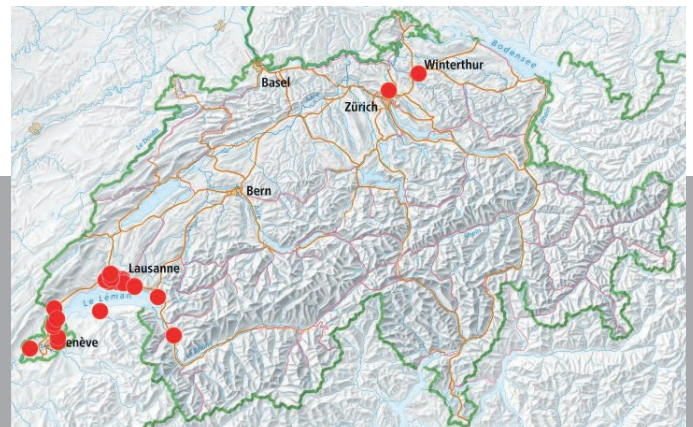 Bodensee
Winterthur
Basel
Zürich
Bern
Lausanne
Le Léman
enève